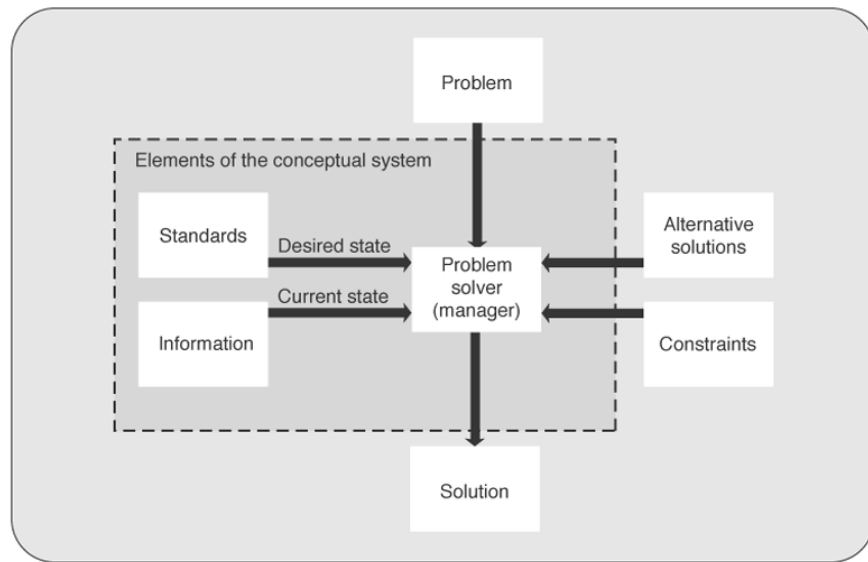 Problem
Elements of the conceptual system
Standards
Desired state
Alternative
solutions
Problem
solver
(manager)
Current state
Information
Constraints
Solution